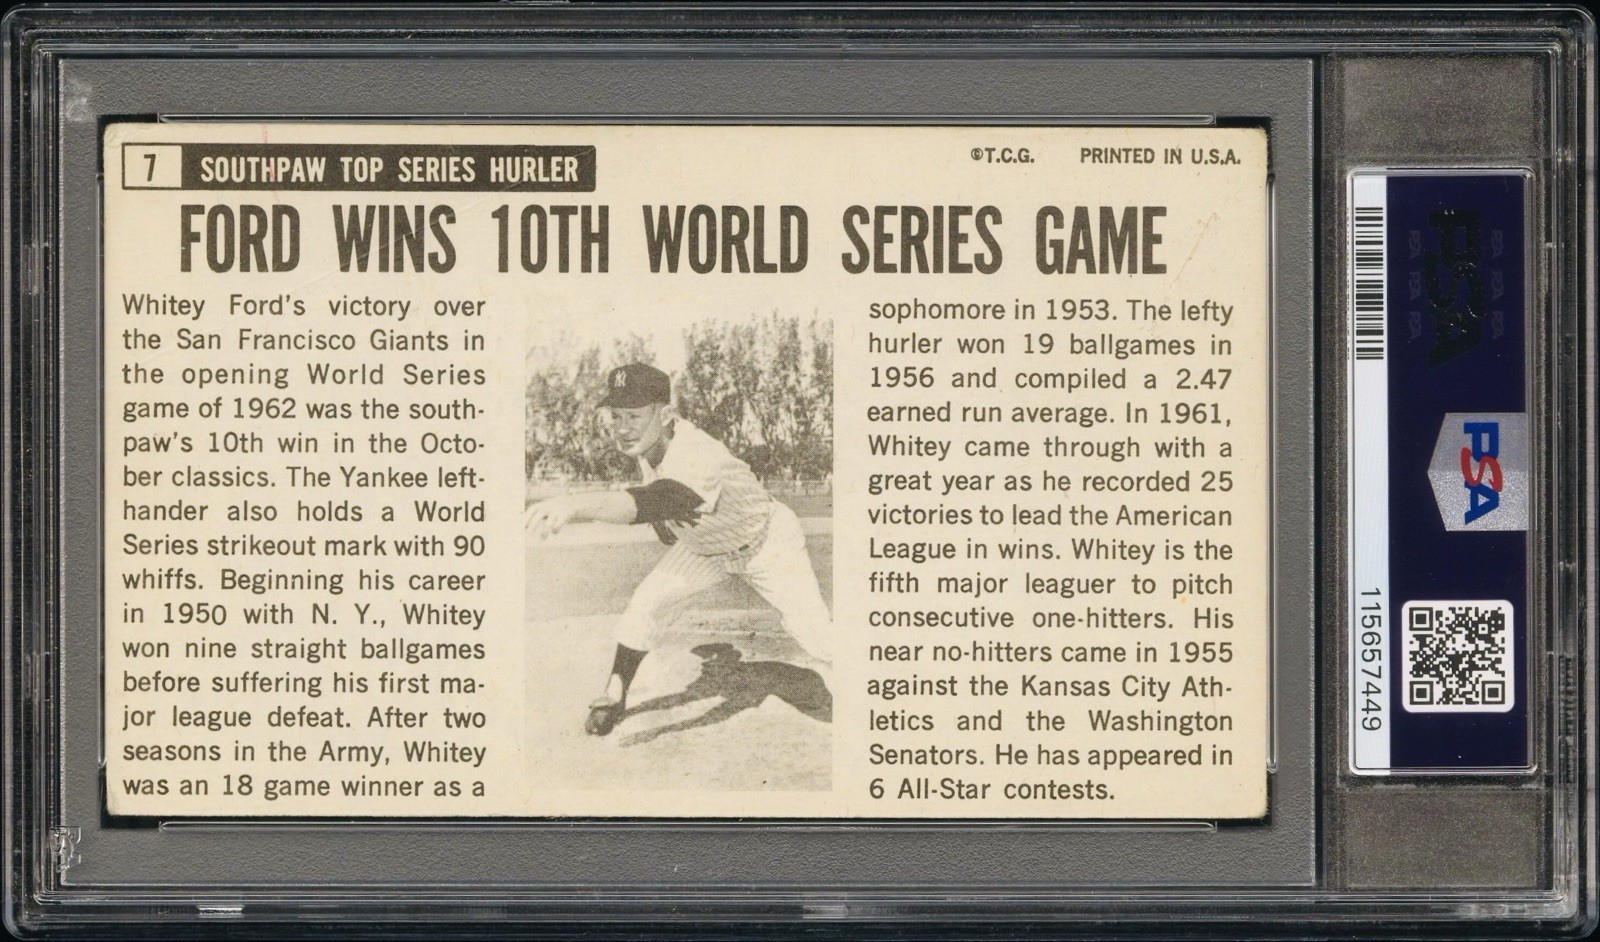 7 SOUTHPAW TOP SERIES HURLER
©T.C.G. PRINTED IN U.S.A.
FORD WINS 10TH WORLD SERIES GAME
Whitey Ford's victory over
the San Francisco Giants in
the opening World Series
game of 1962 was the south-
paw's 10th win in the Octo-
ber classics. The Yankee left-
hander also holds a World
Series strikeout mark with 90
whiffs. Beginning his career
in 1950 with N. Y., Whitey
won nine straight ballgames
before suffering his first ma-
jor league defeat. After two
seasons in the Army, Whitey
was an 18 game winner as a
sophomore in 1953. The lefty
hurler won 19 ballgames in
1956 and compiled a 2.47
earned run average. In 1961,
Whitey came through with a
great year as he recorded 25
victories to lead the American
League in wins. Whitey is the
fifth major leaguer to pitch
consecutive one-hitters. His
near no-hitters came in 1955
against the Kansas City Ath-
letics and the Washington
Senators. He has appeared in
6 All-Star contests.
NY
PSA
PSA
115657449